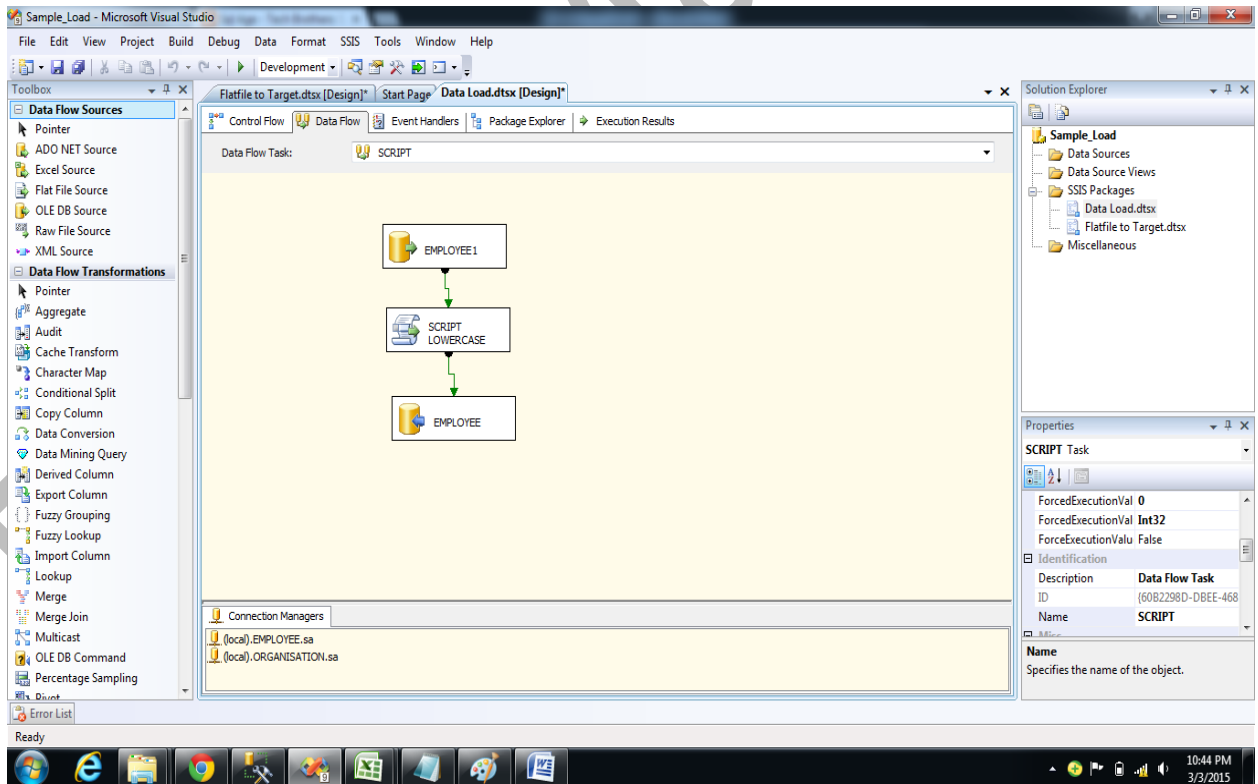 Sample_Load - Microsoft Visual Studio
File Edit View Project Build Debug Data Format SSIS Tools Window Help
Development
Toolbox
Data Flow Sources
Pointer
ADO NET Source
Excel Source
Flat File Source
OLE DB Source
Raw File Source
XML Source
Data Flow Transformations
Pointer
Aggregate
Audit
Cache Transform
Character Map
Conditional Split
Copy Column
Data Conversion
Data Mining Query
Derived Column
Export Column
Fuzzy Grouping
Fuzzy Lookup
Import Column
Lookup
Merge
Merge Join
Multicast
OLE DB Command
Percentage Sampling
Pivot
Flatfile to Target.dtsx [Design]* Start Page Data Load.dtsx [Design]*
Control Flow Data Flow Event Handlers Package Explorer Execution Results
Data Flow Task: SCRIPT
EMPLOYEE1
SCRIPT
LOWERCASE
EMPLOYEE
Connection Managers
(local).EMPLOYEE.sa
(local).ORGANISATION.sa
Solution Explorer
Sample_Load
Data Sources
Data Source Views
SSIS Packages
Data Load.dtsx
Flatfile to Target.dtsx
Miscellaneous
Properties
SCRIPT Task
ForcedExecutionVal 0
ForcedExecutionVal Int32
ForceExecutionValu False
Identification
Description Data Flow Task
ID {60B2298D-DBEE-468
Name SCRIPT
Misc
Name
Specifies the name of the object.
Error List
Ready
10:44 PM
3/3/2015